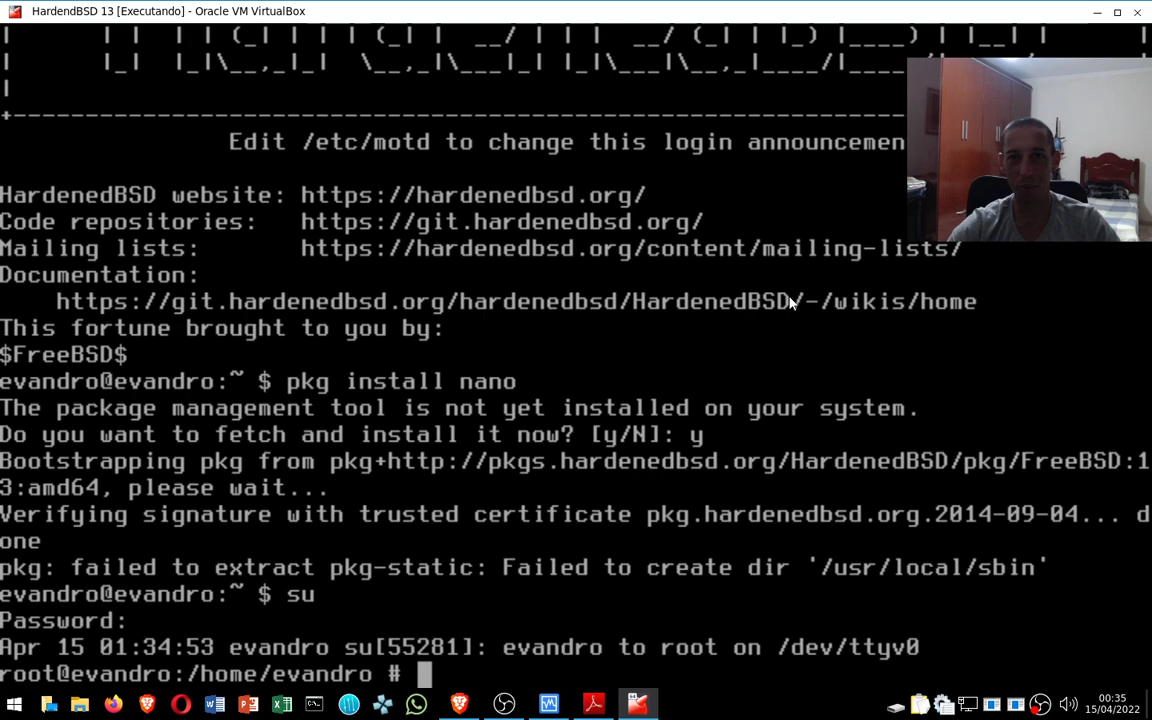 HardendBSD 13 [Executando] - Oracle VM VirtualBox
Edit /etc/motd to change this login announcemen
HardenedBSD website: https://hardenedbsd.org/
Code repositories: https://git.hardenedbsd.org/
Mailing lists: https://hardenedbsd.org/content/mailing-lists/
Documentation:
https://git.hardenedbsd.org/hardenedbsd/HardenedBSD/-/wikis/home
This fortune brought to you by:
$FreeBSD$
evandro@evandro:~ $ pkg install nano
The package management tool is not yet installed on your system.
Do you want to fetch and install it now? [y/N]: y
Bootstrapping pkg from pkg+http://pkgs.hardenedbsd.org/HardenedBSD/pkg/FreeBSD:1
3:amd64, please wait...
Verifying signature with trusted certificate pkg.hardenedbsd.org.2014-09-04... d
one
pkg: failed to extract pkg-static: Failed to create dir '/usr/local/sbin'
evandro@evandro:~ $ su
Password:
Apr 15 01:34:53 evandro su[55281]: evandro to root on /dev/ttyv0
root@evandro:/home/evandro #
00:35
15/04/2022